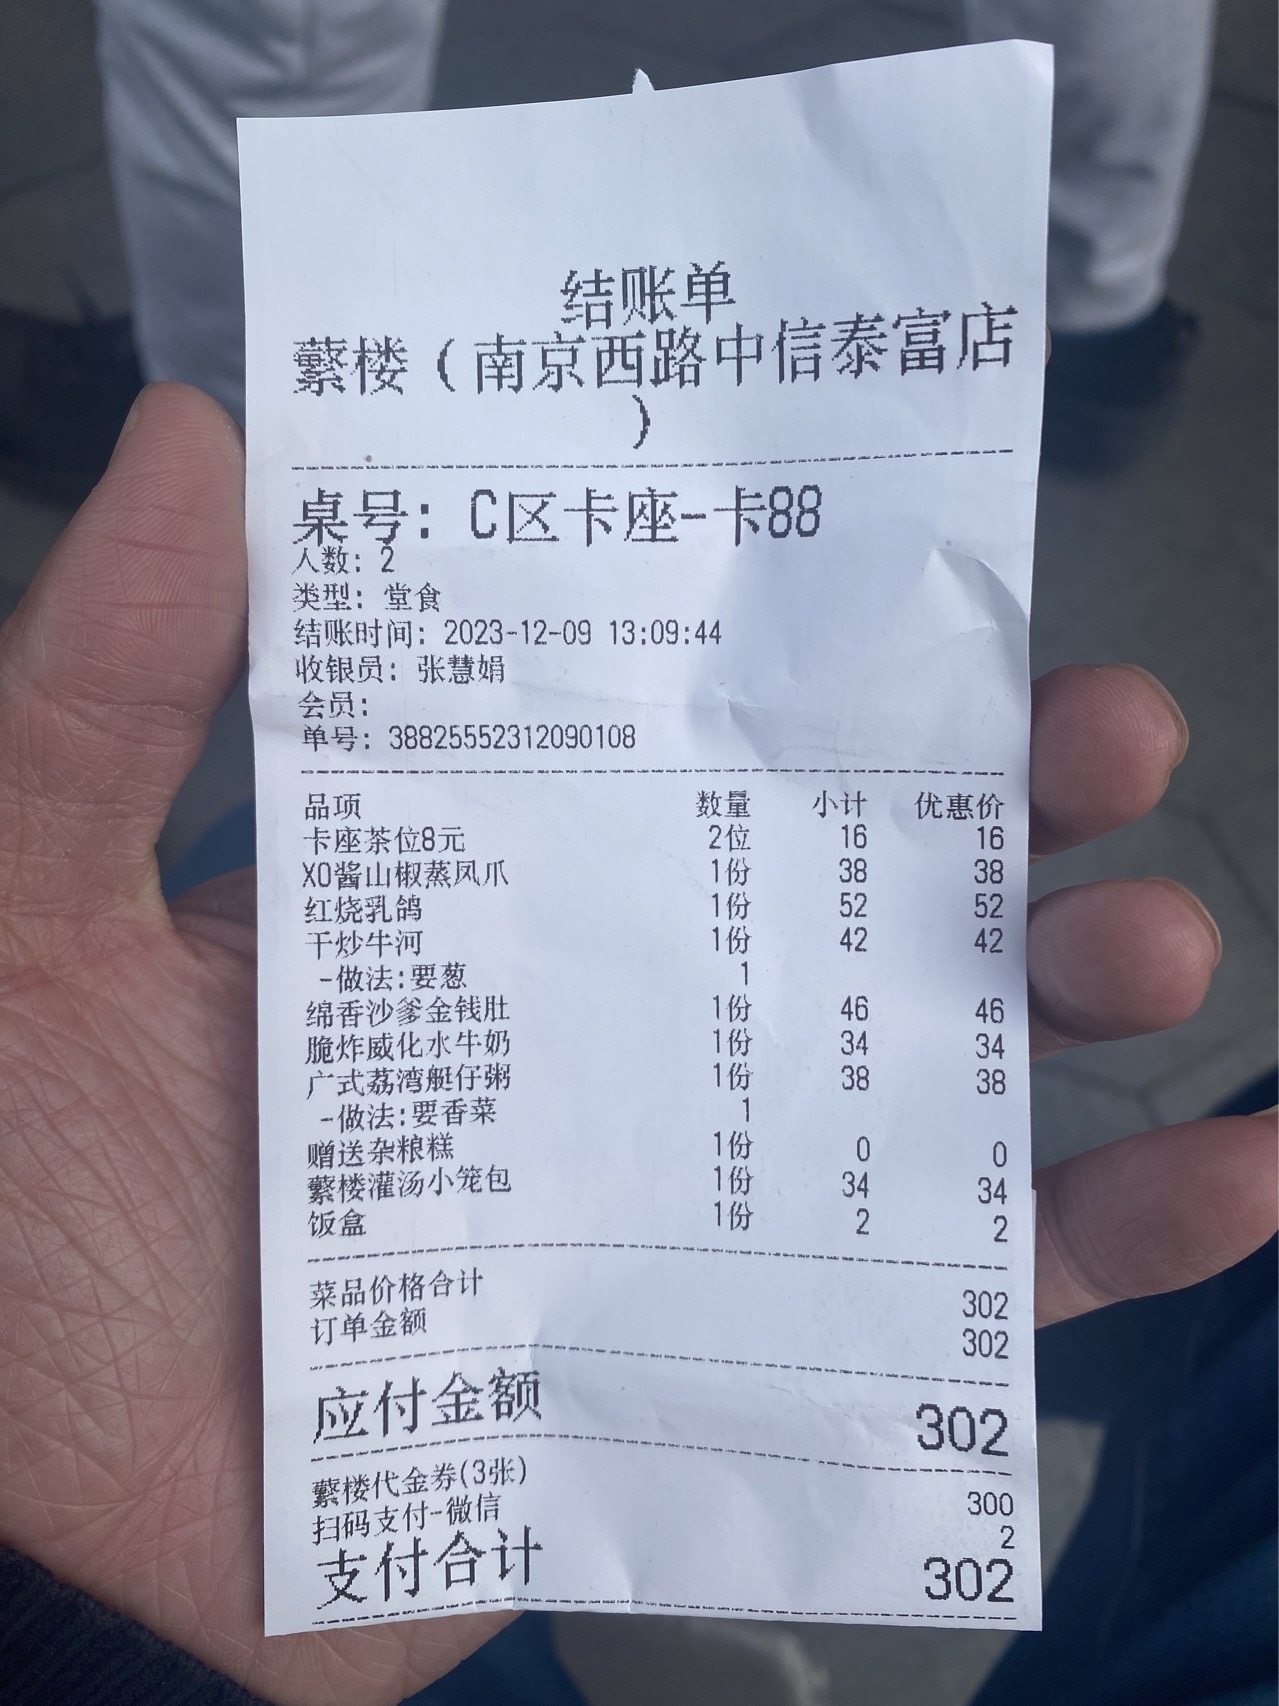 结账单
蘩楼（南京西路中信泰富店
）
桌号: C区卡座-卡88
人数: 2
类型: 堂食
结账时间: 2023-12-09 13:09:44
收银员: 张慧娟
会员:
单号: 38825552312090108
品项 数量 小计 优惠价
卡座茶位8元 2位 16 16
XO酱山椒蒸凤爪 1份 38 38
红烧乳鸽 1份 52 52
干炒牛河 1份 42 42
-做法:要葱 1
绵香沙爹金钱肚 1份 46 46
脆炸威化水牛奶 1份 34 34
广式荔湾艇仔粥 1份 38 38
-做法:要香菜 1
赠送杂粮糕 1份 0 0
蘩楼灌汤小笼包 1份 34 34
饭盒 1份 2 2
菜品价格合计 302
订单金额 302
应付金额 302
蘩楼代金券(3张) 300
扫码支付-微信 2
支付合计 302